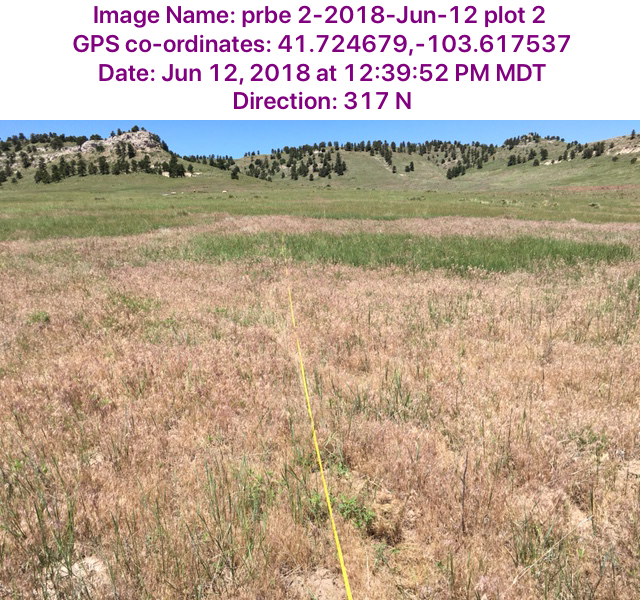 Image Name: prbe 2-2018-Jun-12 plot 2
GPS co-ordinates: 41.724679,-103.617537
Date: Jun 12, 2018 at 12:39:52 PM MDT
Direction: 317 N